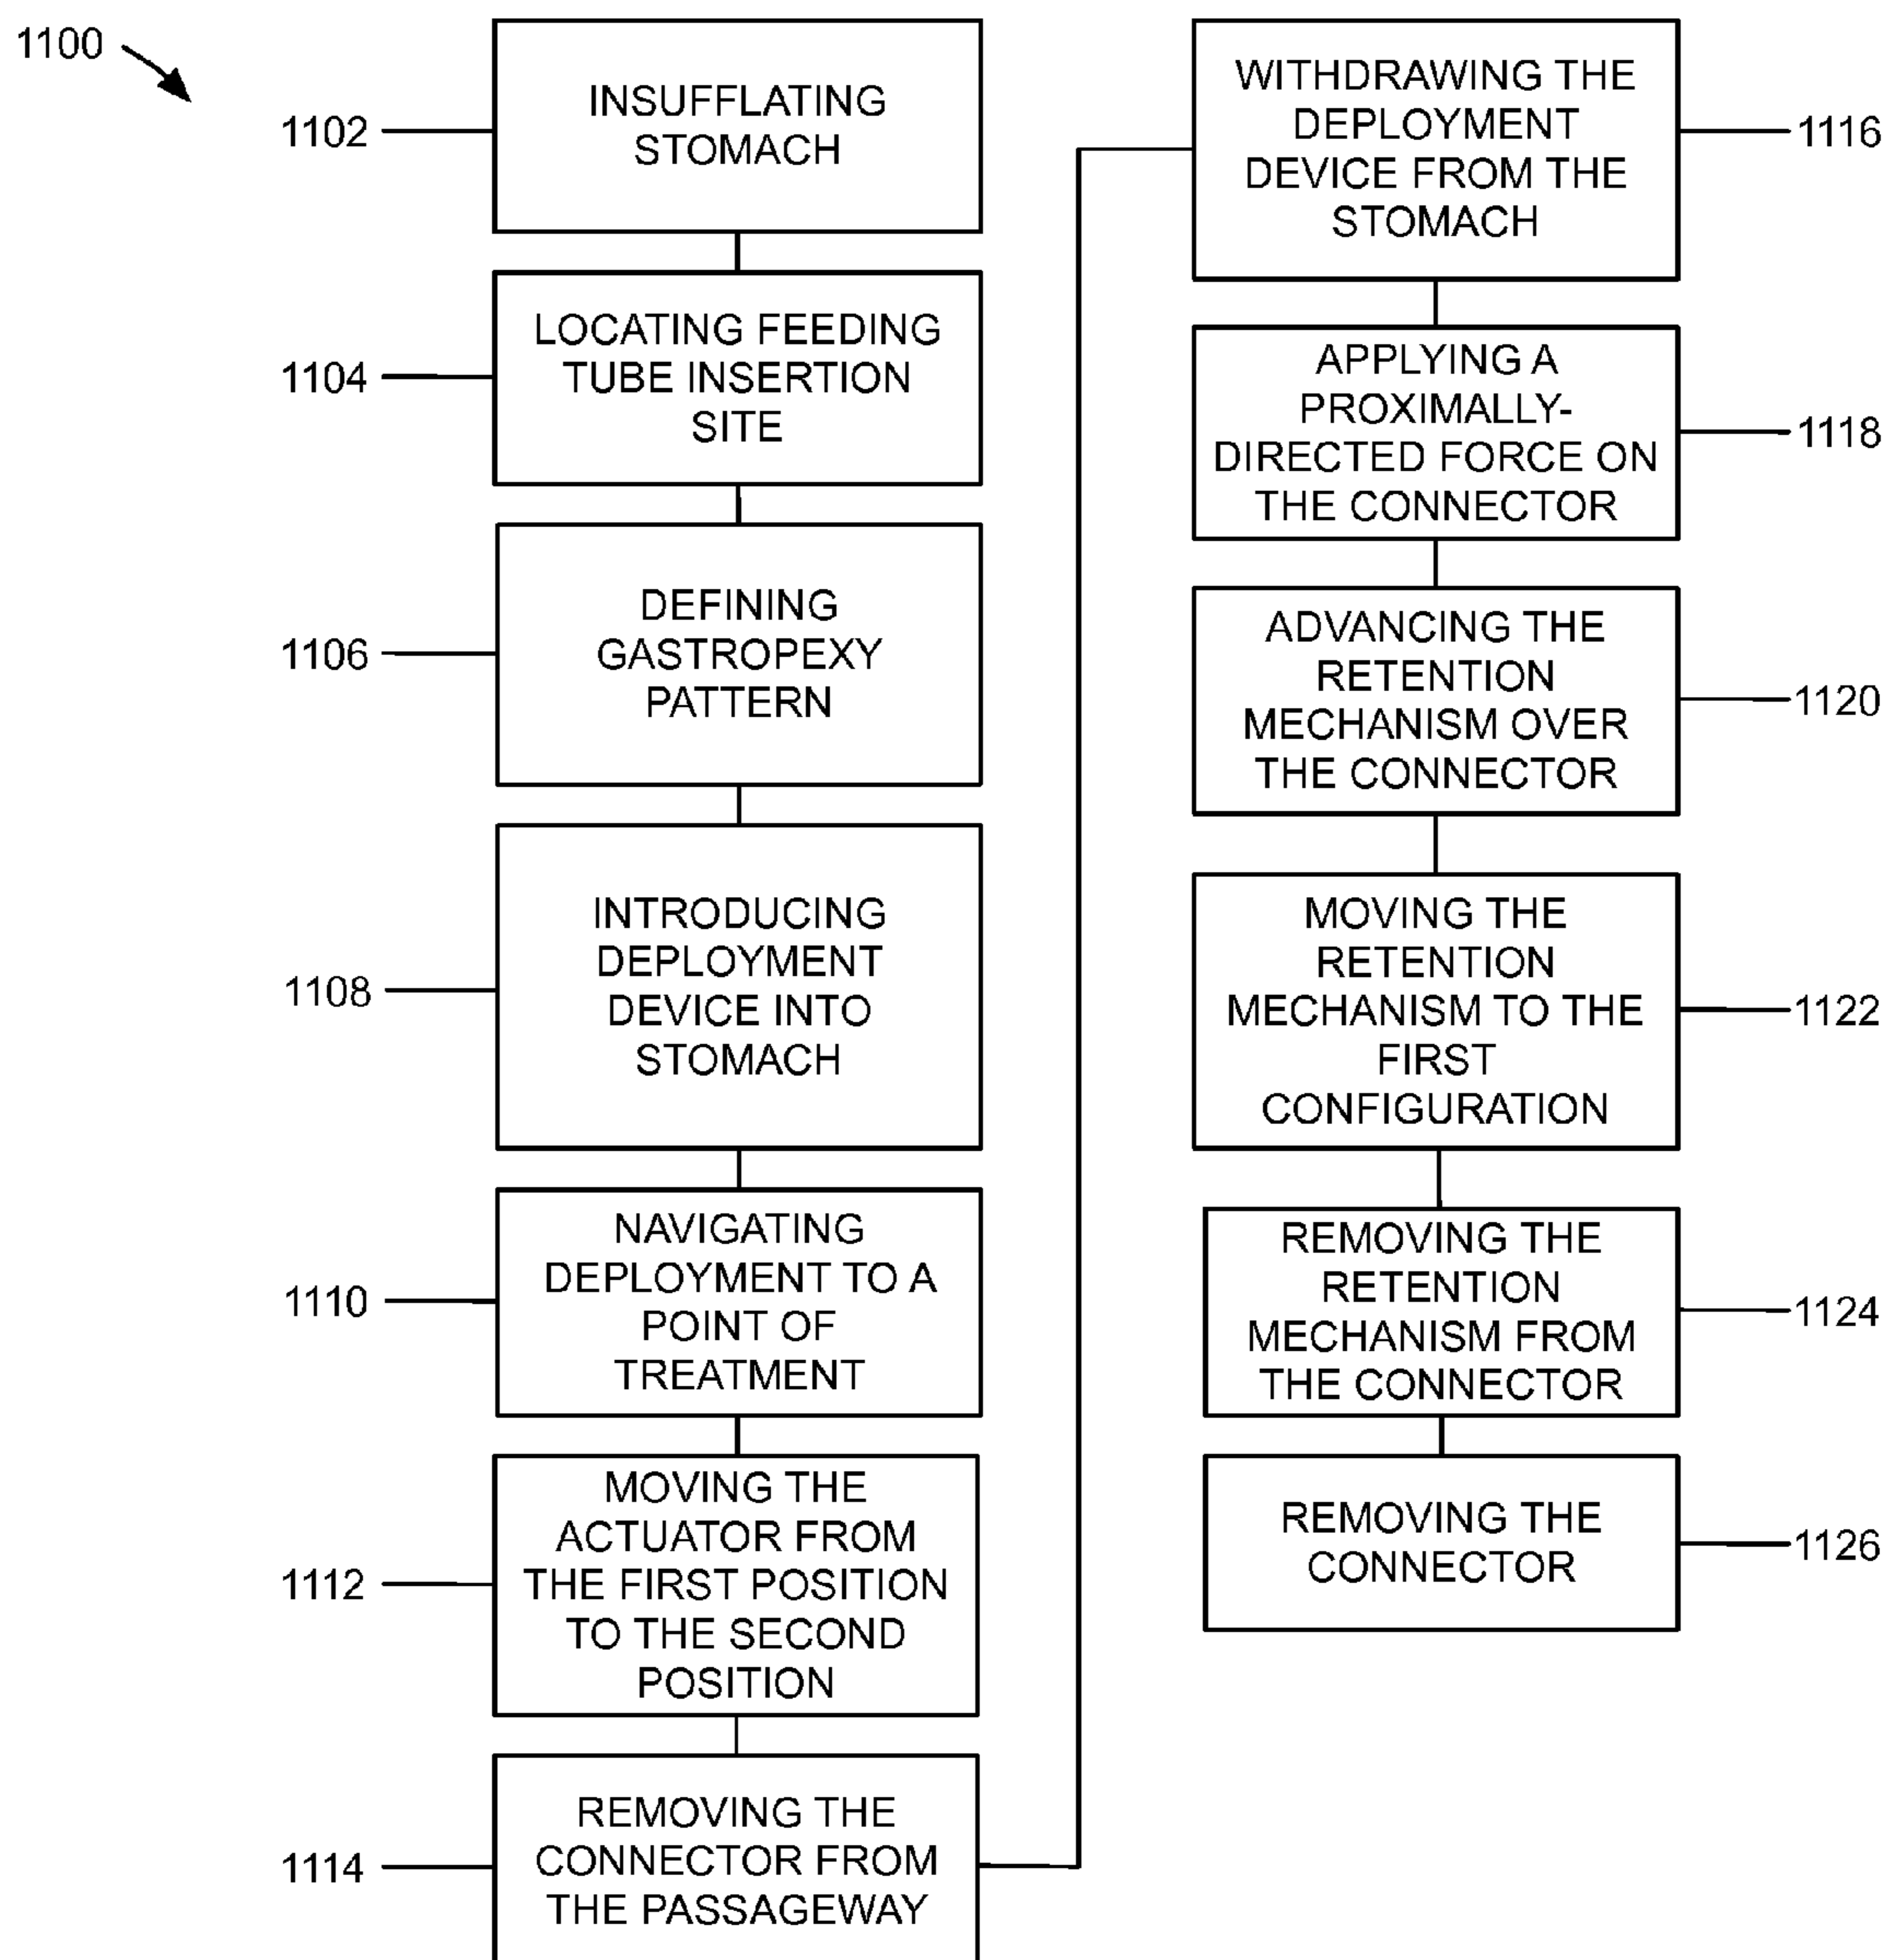 1100
1102
INSUFFLATING
STOMACH
1104
LOCATING FEEDING
TUBE INSERTION
SITE
1106
DEFINING
GASTROPEXY
PATTERN
1108
INTRODUCING
DEPLOYMENT
DEVICE INTO
STOMACH
1110
NAVIGATING
DEPLOYMENT TO A
POINT OF
TREATMENT
1112
MOVING THE
ACTUATOR FROM
THE FIRST POSITION
TO THE SECOND
POSITION
1114
REMOVING THE
CONNECTOR FROM
THE PASSAGEWAY
WITHDRAWING THE
DEPLOYMENT
DEVICE FROM THE
STOMACH
1116
APPLYING A
PROXIMALLY-
DIRECTED FORCE ON
THE CONNECTOR
1118
ADVANCING THE
RETENTION
MECHANISM OVER
THE CONNECTOR
1120
MOVING THE
RETENTION
MECHANISM TO THE
FIRST
CONFIGURATION
1122
REMOVING THE
RETENTION
MECHANISM FROM
THE CONNECTOR
1124
REMOVING THE
CONNECTOR
1126